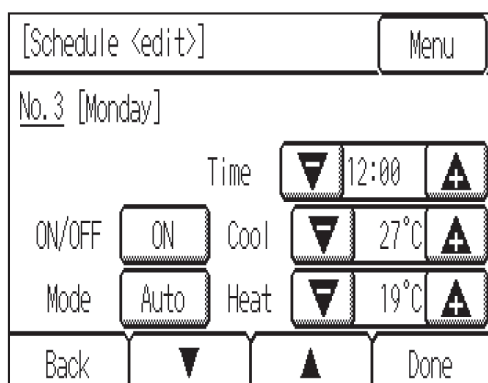 [Schedule <edit>] Menu
No.3 [Monday]
Time 12:00
ON/OFF ON Cool 27°C
Mode Auto Heat 19°C
Back ▼ ▲ Done